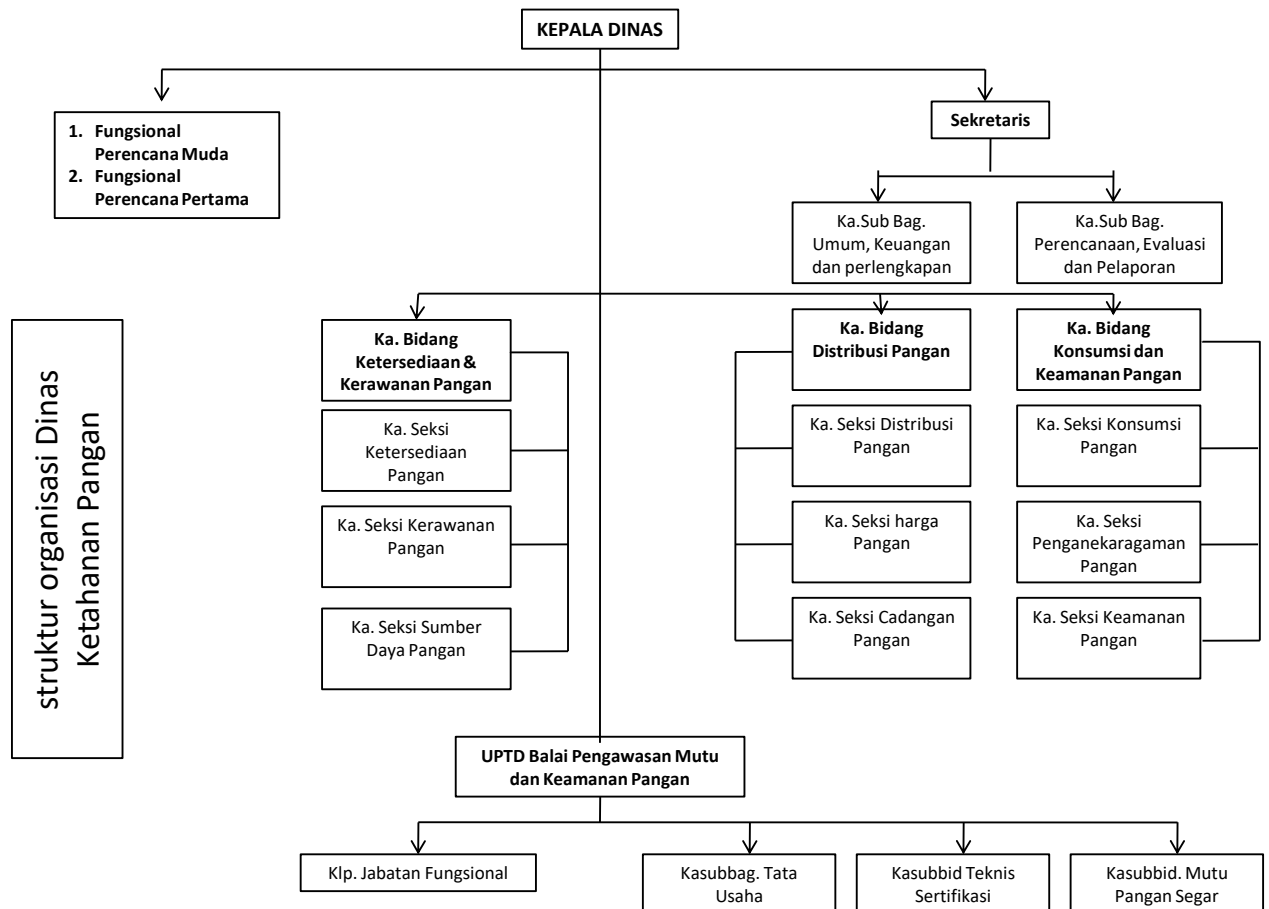 KEPALA DINAS
1. Fungsional
Perencana Muda
2. Fungsional
Perencana Pertama
Sekretaris
Ka.Sub Bag.
Umum, Keuangan
dan perlengkapan
Ka.Sub Bag.
Perencanaan, Evaluasi
dan Pelaporan
struktur organisasi Dinas
Ketahanan Pangan
Ka. Bidang
Ketersediaan &
Kerawanan Pangan
Ka. Seksi
Ketersediaan
Pangan
Ka. Seksi Kerawanan
Pangan
Ka. Seksi Sumber
Daya Pangan
Ka. Bidang
Distribusi Pangan
Ka. Seksi Distribusi
Pangan
Ka. Seksi harga
Pangan
Ka. Seksi Cadangan
Pangan
Ka. Bidang
Konsumsi dan
Keamanan Pangan
Ka. Seksi Konsumsi
Pangan
Ka. Seksi
Penganekaragaman
Pangan
Ka. Seksi Keamanan
Pangan
UPTD Balai Pengawasan Mutu
dan Keamanan Pangan
Klp. Jabatan Fungsional
Kasubbag. Tata
Usaha
Kasubbid Teknis
Sertifikasi
Kasubbid. Mutu
Pangan Segar